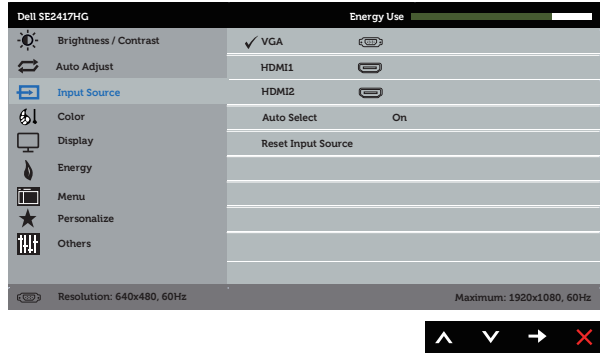 Dell SE2417HG Energy Use
Brightness / Contrast VGA
Auto Adjust HDMI1
Input Source HDMI2
Color Auto Select On
Display Reset Input Source
Energy
Menu
Personalize
Others
Resolution: 640x480, 60Hz Maximum: 1920x1080, 60Hz